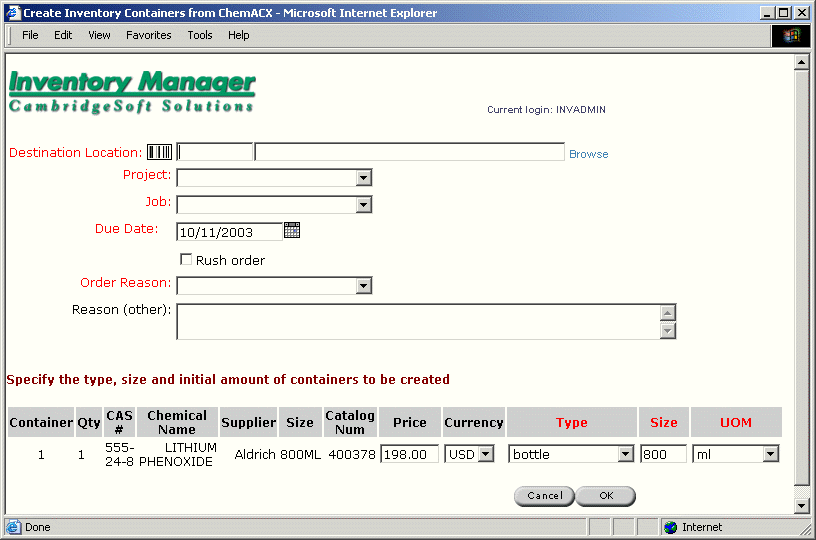 Create Inventory Containers from ChemACX - Microsoft Internet Explorer
File Edit View Favorites Tools Help
Inventory Manager
CambridgeSoft Solutions
Current login: INVADMIN
Destination Location: Browse
Project:
Job:
Due Date: 10/11/2003
Rush order
Order Reason:
Reason (other):
Specify the type, size and initial amount of containers to be created
Container Qty CAS # Chemical Name Supplier Size Catalog Num Price Currency Type Size UOM
1 1 555-24-8 LITHIUM PHENOXIDE Aldrich 800ML 400378 198.00 USD bottle 800 ml
Cancel OK
Done Internet